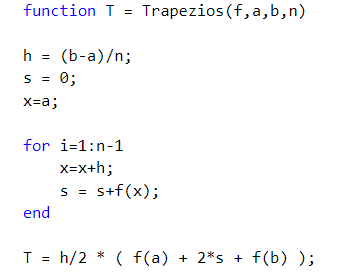 function T = Trapezios(f,a,b,n)
h = (b-a)/n;
s = 0;
x=a;
for i=1:n-1
x=x+h;
s = s+f(x);
end
T = h/2 * ( f(a) + 2*s + f(b) );